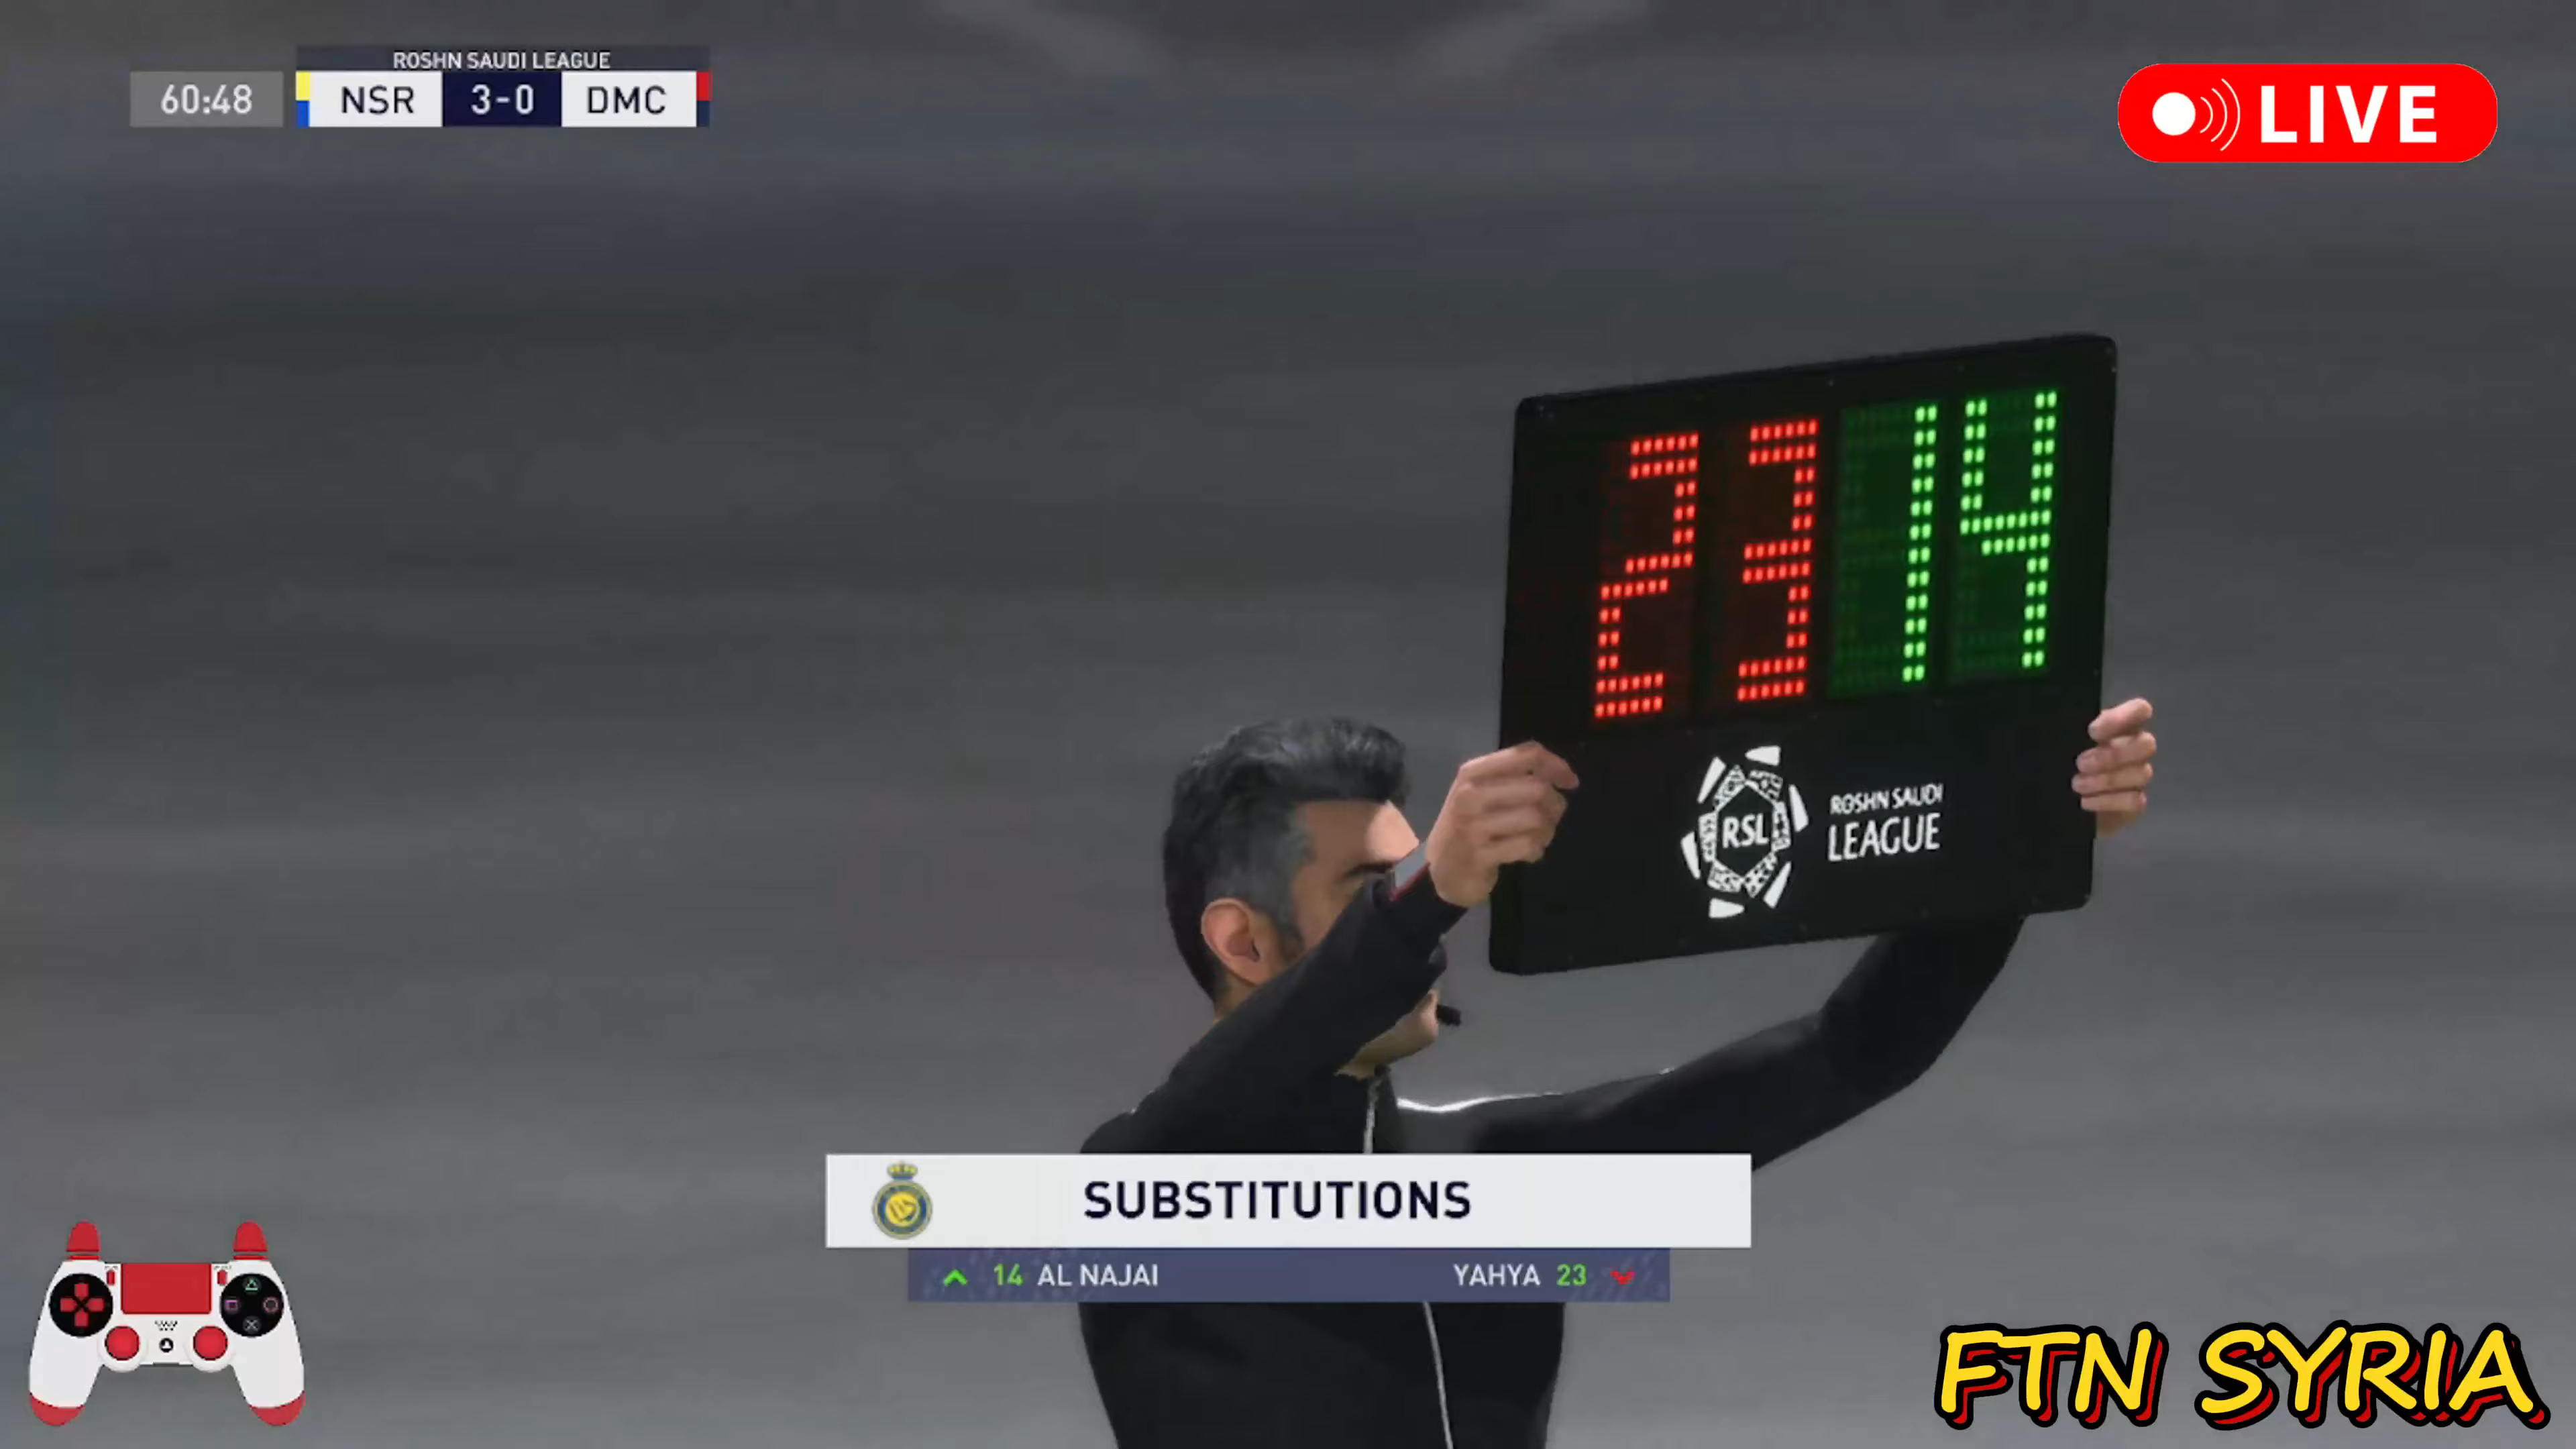 ROSHN SAUDI LEAGUE
60:48 NSR 3-0 DMC
LIVE
23 14
RSL
ROSHN SAUDI
LEAGUE
SUBSTITUTIONS
14 AL NAJAI YAHYA 23
FTN SYRIA